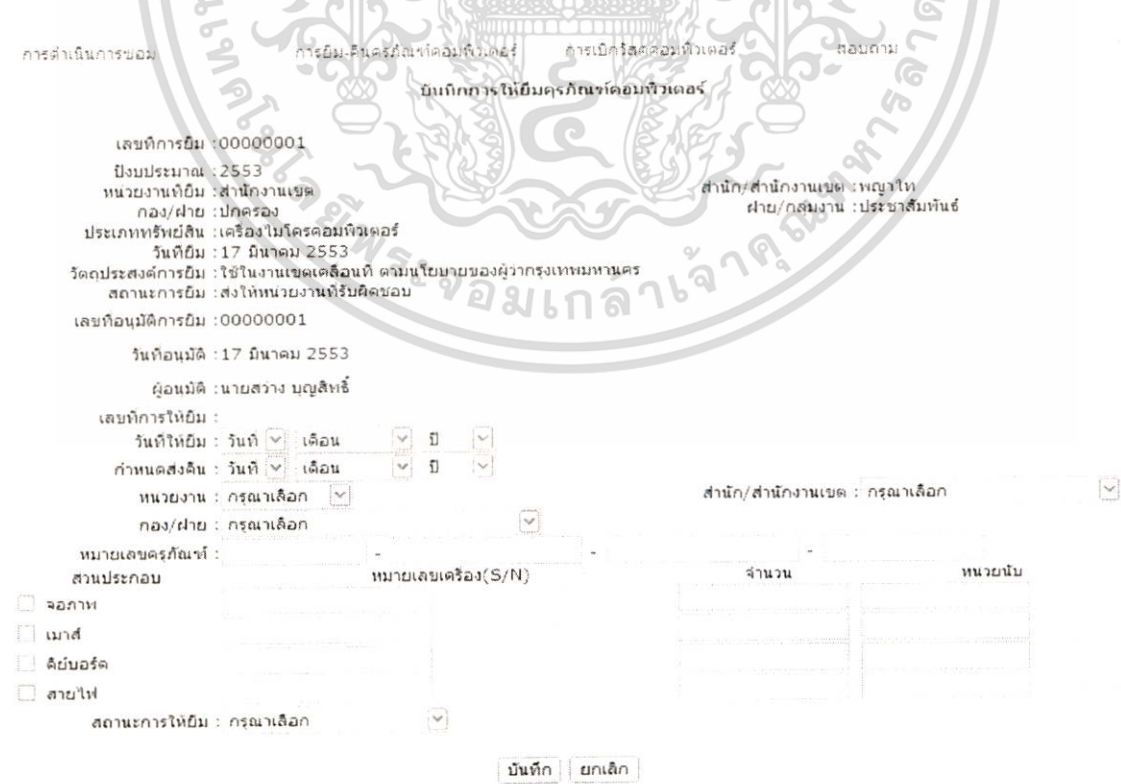 การดำเนินการซ่อม การยืม-คืนครุภัณฑ์คอมพิวเตอร์ การเบิกวัสดุคอมพิวเตอร์ สอบถาม
บันทึกการให้ยืมครุภัณฑ์คอมพิวเตอร์
เลขที่การยืม :00000001
ปีงบประมาณ :2553
หน่วยงานที่ยืม :สำนักงานเขต สำนัก/สำนักงานเขต :พญาไท
กอง/ฝ่าย :ปกครอง ฝ่าย/กลุ่มงาน :ประชาสัมพันธ์
ประเภททรัพย์สิน :เครื่องไมโครคอมพิวเตอร์
วันที่ยืม :17 มีนาคม 2553
วัตถุประสงค์การยืม :ใช้ในงานเขตเคลื่อนที่ ตามนโยบายของผู้ว่ากรุงเทพมหานคร
สถานะการยืม :ส่งให้หน่วยงานที่รับผิดชอบ
เลขที่อนุมัติการยืม :00000001
วันที่อนุมัติ :17 มีนาคม 2553
ผู้อนุมัติ :นายสว่าง บุญสิทธิ์
เลขที่การให้ยืม :
วันที่ให้ยืม : วันที่ เดือน ปี
กำหนดส่งคืน : วันที่ เดือน ปี
หน่วยงาน : กรุณาเลือก สำนัก/สำนักงานเขต : กรุณาเลือก
กอง/ฝ่าย : กรุณาเลือก
หมายเลขครุภัณฑ์ : - - -
ส่วนประกอบ หมายเลขเครื่อง(S/N) จำนวน หน่วยนับ
จอภาพ
เมาส์
คีย์บอร์ด
สายไฟ
สถานะการให้ยืม : กรุณาเลือก
บันทึก ยกเลิก